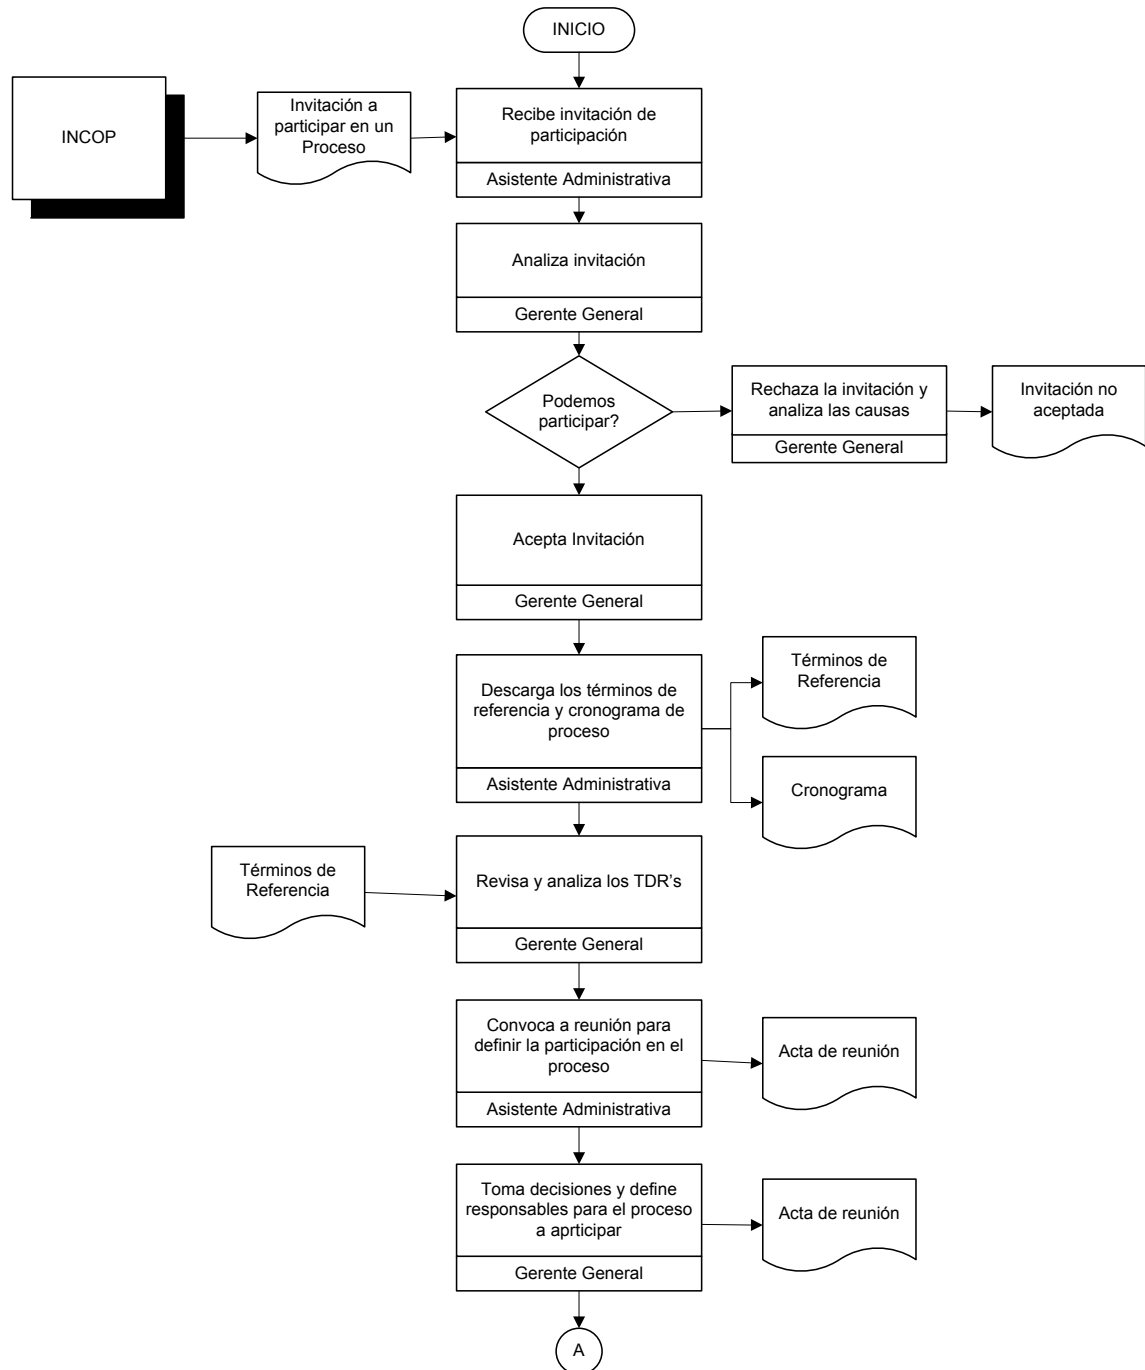 INICIO
INCOP
Invitación a
participar en un
Proceso
Recibe invitación de
participación
Asistente Administrativa
Analiza invitación
Gerente General
Podemos
participar?
Rechaza la invitación y
analiza las causas
Gerente General
Invitación no
aceptada
Acepta Invitación
Gerente General
Descarga los términos de
referencia y cronograma de
proceso
Asistente Administrativa
Términos de
Referencia
Cronograma
Términos de
Referencia
Revisa y analiza los TDR's
Gerente General
Convoca a reunión para
definir la participación en el
proceso
Asistente Administrativa
Acta de reunión
Toma decisiones y define
responsables para el proceso
a aprticipar
Gerente General
Acta de reunión
A